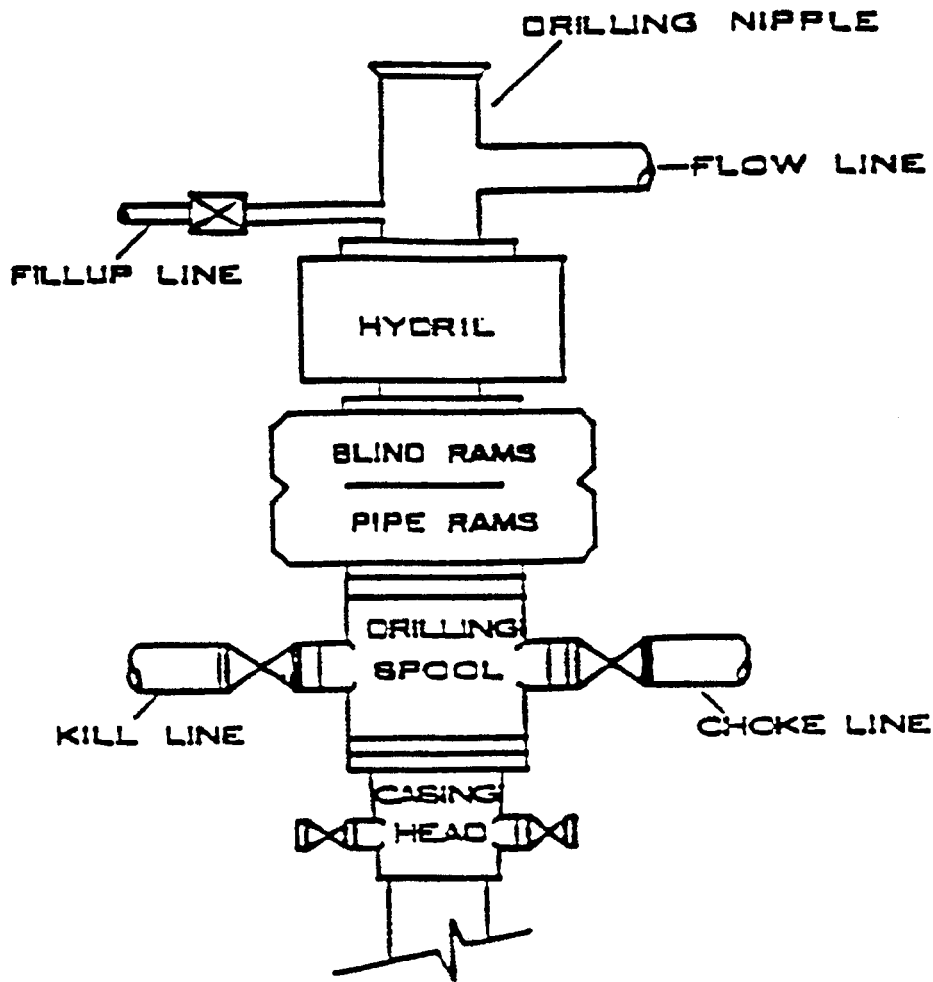 DRILLING NIPPLE
FLOW LINE
FILLUP LINE
HYDRIL
BLIND RAMS
PIPE RAMS
DRILLING
SPOOL
KILL LINE
CHOKE LINE
CASING
HEAD